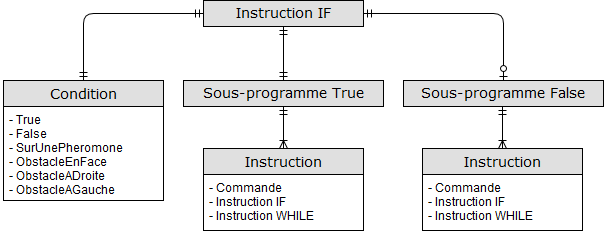 Instruction IF
Condition
- True
- False
- SurUnePheromone
- ObstacleEnFace
- ObstacleADroite
- ObstacleAGauche
Sous-programme True
Instruction
- Commande
- Instruction IF
- Instruction WHILE
Sous-programme False
Instruction
- Commande
- Instruction IF
- Instruction WHILE